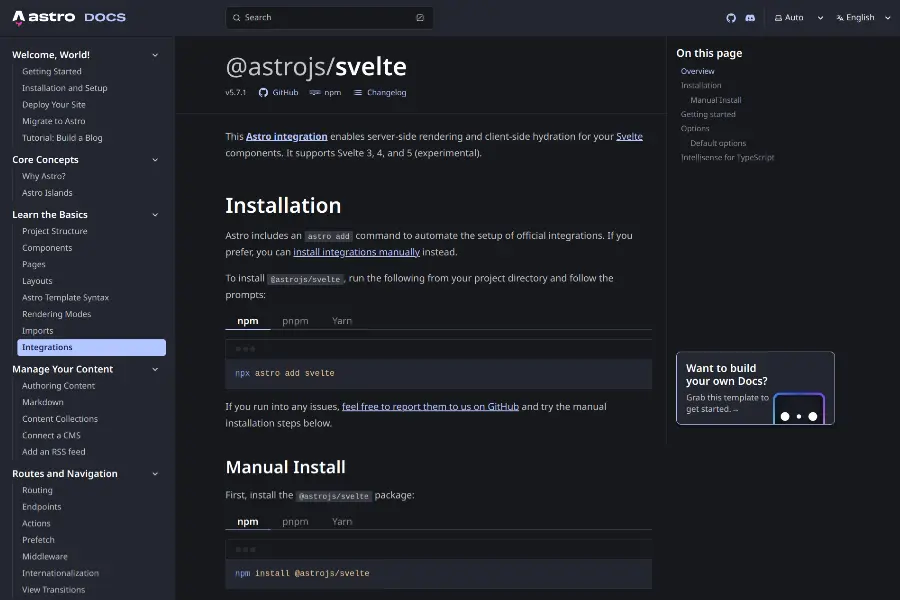 astro DOCS
Search
Auto
English
Welcome, World!
Getting Started
Installation and Setup
Deploy Your Site
Migrate to Astro
Tutorial: Build a Blog
Core Concepts
Why Astro?
Astro Islands
Learn the Basics
Project Structure
Components
Pages
Layouts
Astro Template Syntax
Rendering Modes
Imports
Integrations
Manage Your Content
Authoring Content
Markdown
Content Collections
Connect a CMS
Add an RSS feed
Routes and Navigation
Routing
Endpoints
Actions
Prefetch
Middleware
Internationalization
View Transitions
@astrojs/svelte
v5.7.1 GitHub npm Changelog
This Astro integration enables server-side rendering and client-side hydration for your Svelte
components. It supports Svelte 3, 4, and 5 (experimental).
Installation
Astro includes an astro add command to automate the setup of official integrations. If you
prefer, you can install integrations manually instead.
To install @astrojs/svelte, run the following from your project directory and follow the
prompts:
npm pnpm Yarn
npx astro add svelte
If you run into any issues, feel free to report them to us on GitHub and try the manual
installation steps below.
Manual Install
First, install the @astrojs/svelte package:
npm pnpm Yarn
npm install @astrojs/svelte
On this page
Overview
Installation
Manual Install
Getting started
Options
Default options
Intellisense for TypeScript
Want to build
your own Docs?
Grab this template to
get started. →